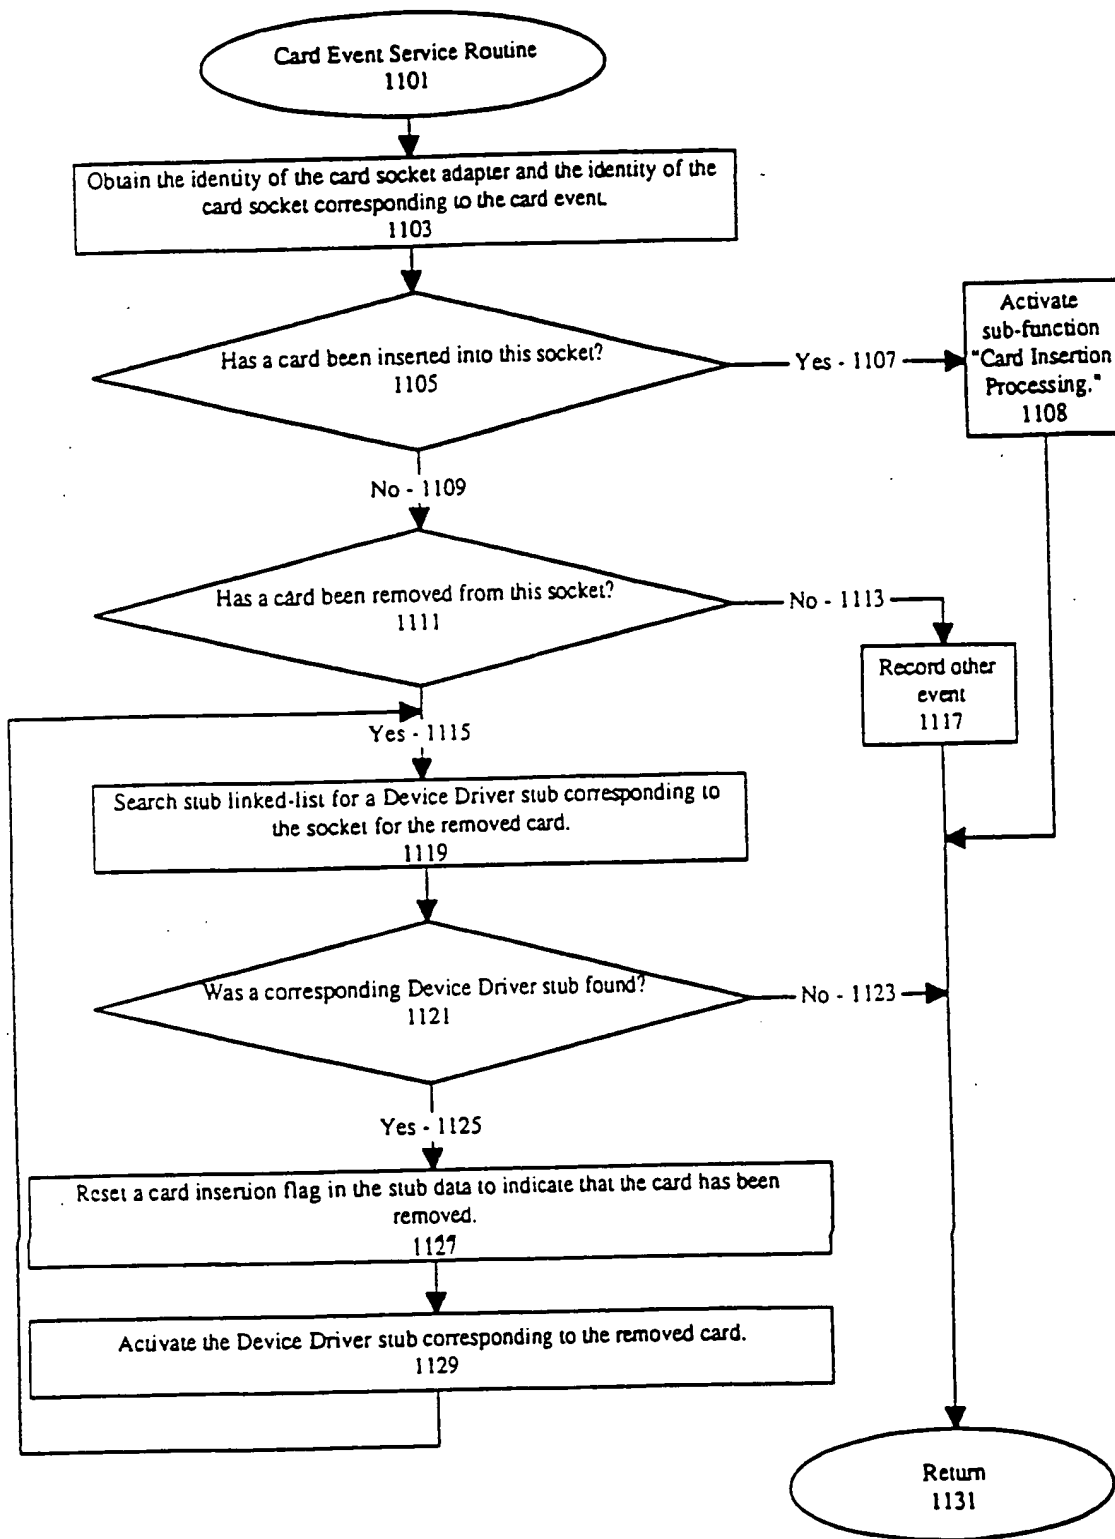 Card Event Service Routine
1101
Obtain the identity of the card socket adapter and the identity of the
card socket corresponding to the card event.
1103
Has a card been inserted into this socket?
1105
Yes - 1107
Activate
sub-function
"Card Insertion
Processing."
1108
No - 1109
Has a card been removed from this socket?
1111
No - 1113
Record other
event
1117
Yes - 1115
Search stub linked-list for a Device Driver stub corresponding to
the socket for the removed card.
1119
Was a corresponding Device Driver stub found?
1121
No - 1123
Yes - 1125
Reset a card insertion flag in the stub data to indicate that the card has been
removed.
1127
Activate the Device Driver stub corresponding to the removed card.
1129
Return
1131